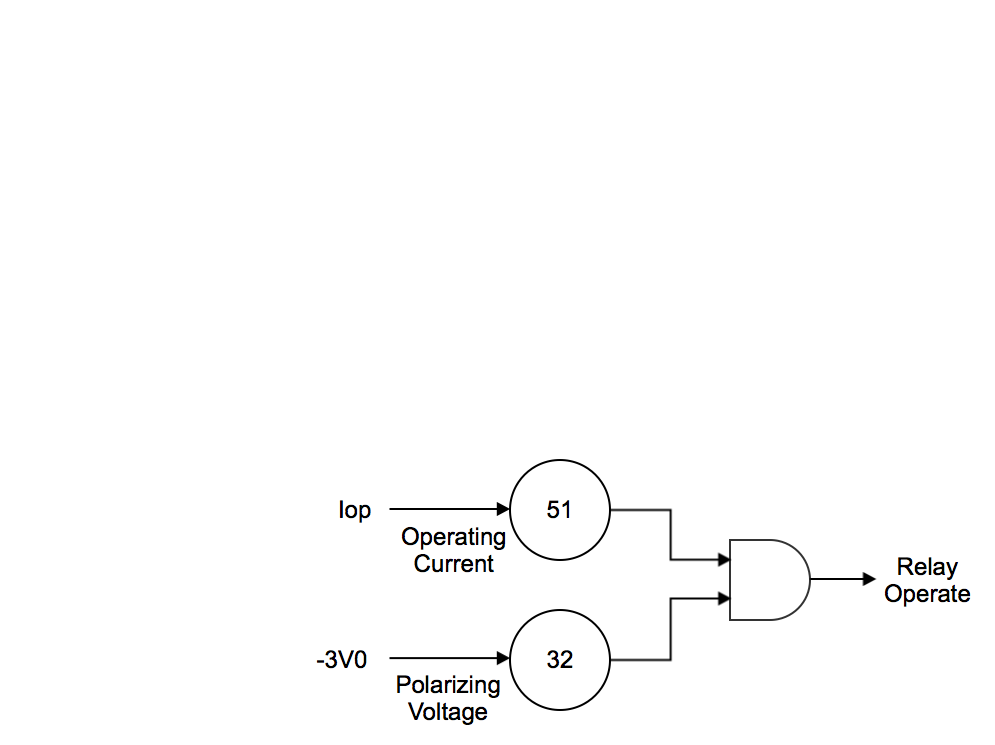 Iop
51
Operating
Current
Relay
Operate
-3V0
32
Polarizing
Voltage